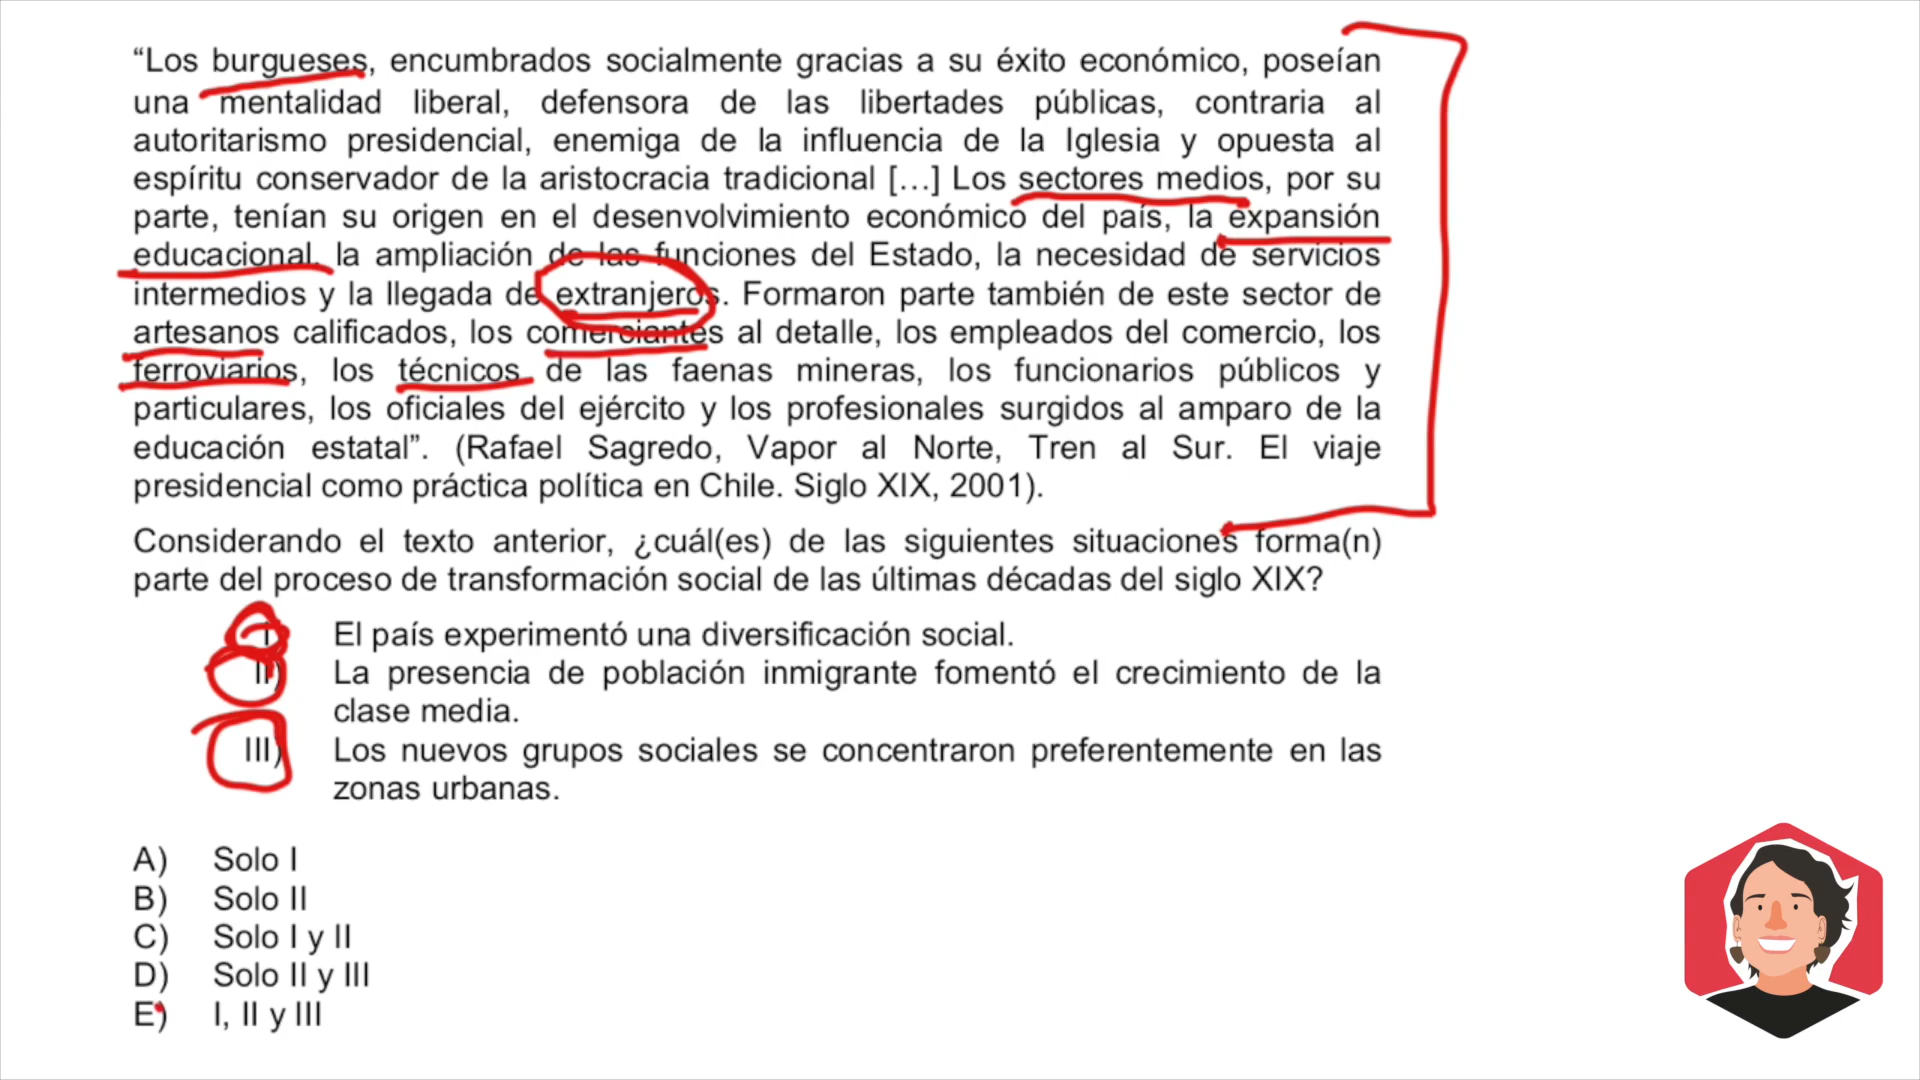 “Los burgueses, encumbrados socialmente gracias a su éxito económico, poseían
una mentalidad liberal, defensora de las libertades públicas, contraria al
autoritarismo presidencial, enemiga de la influencia de la Iglesia y opuesta al
espíritu conservador de la aristocracia tradicional [...] Los sectores medios, por su
parte, tenían su origen en el desenvolvimiento económico del país, la expansión
educacional, la ampliación de las funciones del Estado, la necesidad de servicios
intermedios y la llegada de extranjeros. Formaron parte también de este sector de
artesanos calificados, los comerciantes al detalle, los empleados del comercio, los
ferroviarios, los técnicos de las faenas mineras, los funcionarios públicos y
particulares, los oficiales del ejército y los profesionales surgidos al amparo de la
educación estatal”. (Rafael Sagredo, Vapor al Norte, Tren al Sur. El viaje
presidencial como práctica política en Chile. Siglo XIX, 2001).
Considerando el texto anterior, ¿cuál(es) de las siguientes situaciones forma(n)
parte del proceso de transformación social de las últimas décadas del siglo XIX?
I) El país experimentó una diversificación social.
II) La presencia de población inmigrante fomentó el crecimiento de la
clase media.
III) Los nuevos grupos sociales se concentraron preferentemente en las
zonas urbanas.
A) Solo I
B) Solo II
C) Solo I y II
D) Solo II y III
E) I, II y III